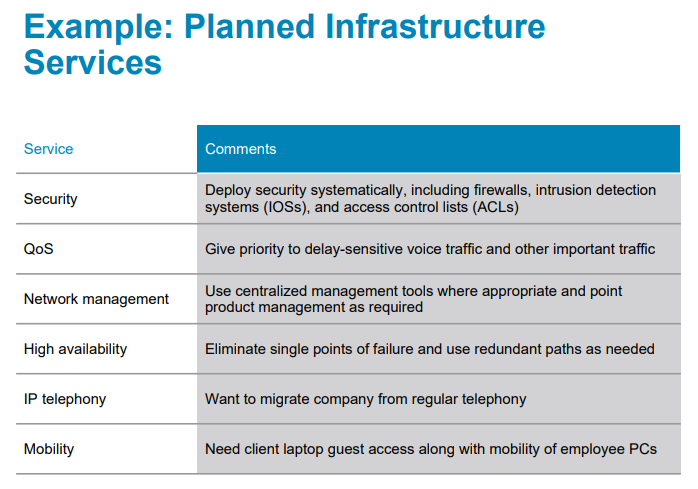 Example: Planned Infrastructure
Services
Service
Comments
Security
Deploy security systematically, including firewalls, intrusion detection
systems (IOSs), and access control lists (ACLs)
QoS
Give priority to delay-sensitive voice traffic and other important traffic
Network management
Use centralized management tools where appropriate and point
product management as required
High availability
Eliminate single points of failure and use redundant paths as needed
IP telephony
Want to migrate company from regular telephony
Mobility
Need client laptop guest access along with mobility of employee PCs